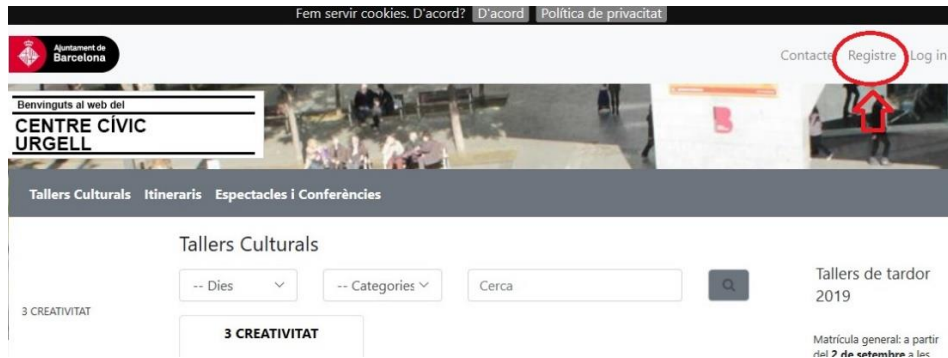 Fem servir cookies. D'acord? D'acord Política de privacitat
Ajuntament de
Barcelona
Contacte Registre Log in
Benvinguts al web del
CENTRE CÍVIC
URGELL
B
Tallers Culturals Itineraris Espectacles i Conferències
Tallers Culturals
-- Dies -- Categories Cerca
3 CREATIVITAT
3 CREATIVITAT
Tallers de tardor
2019
Matrícula general: a partir
del 2 de setembre a les